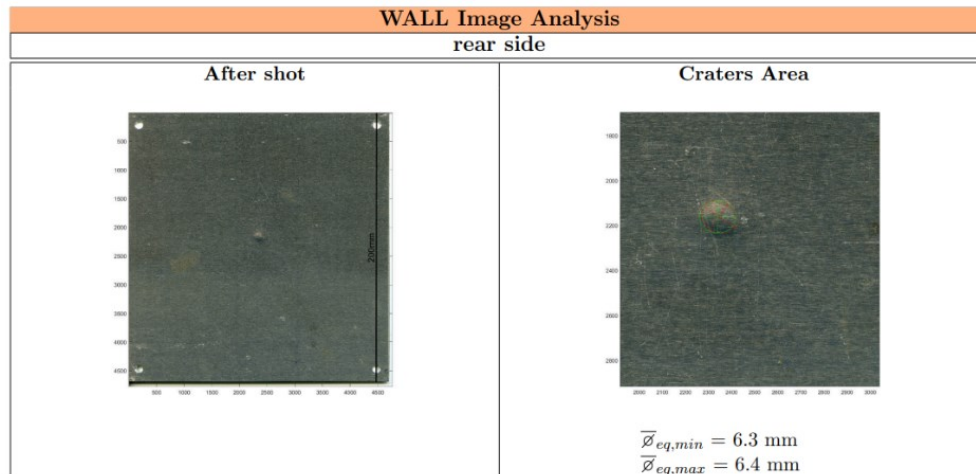 WALL Image Analysis
rear side
After shot
Craters Area
500
1000
1500
2000
2500
3000
3500
4000
4500
200mm
500 1000 1500 2000 2500 3000 3500 4000 4500
1800
2000
2200
2400
2600
2800
2000 2100 2200 2300 2400 2500 2600 2700 2800 2900 3000
∅̅eq,min = 6.3 mm
∅̅eq,max = 6.4 mm